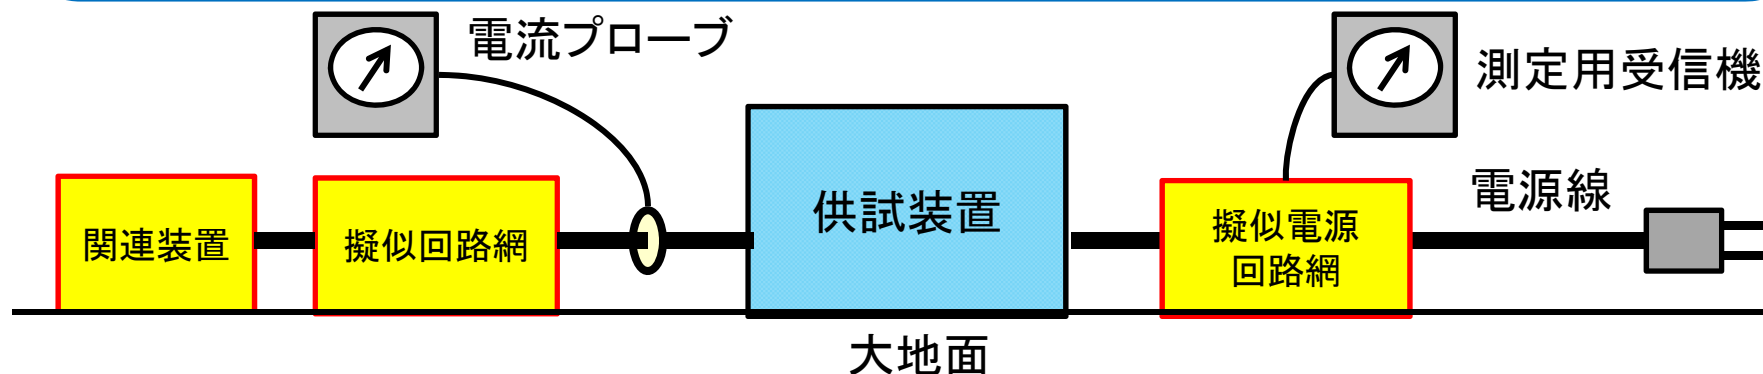 電流プローブ
測定用受信機
電源線
供試装置
関連装置
擬似回路網
擬似電源
回路網
大地面